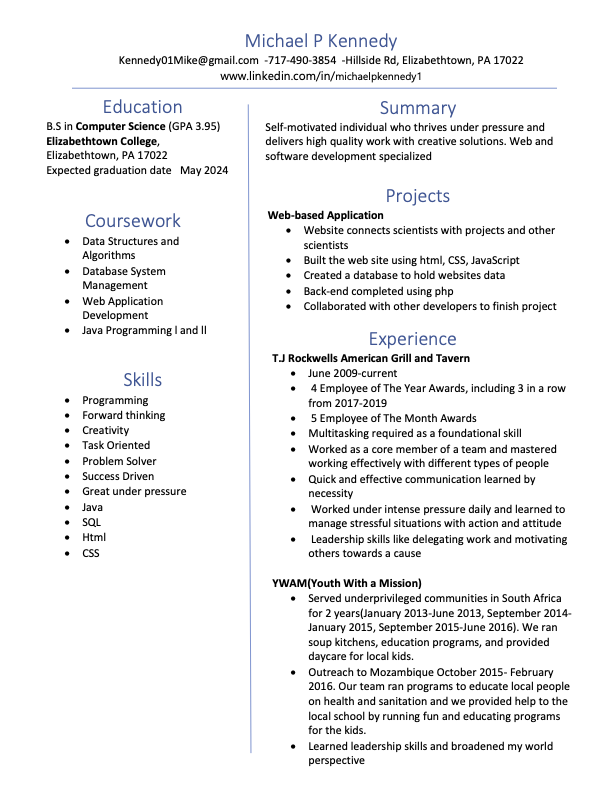 Michael P Kennedy
Kennedy01Mike@gmail.com -717-490-3854 -Hillside Rd, Elizabethtown, PA 17022
www.linkedin.com/in/michaelpkennedy1
Education
B.S in Computer Science (GPA 3.95)
Elizabethtown College,
Elizabethtown, PA 17022
Expected graduation date May 2024
Coursework
• Data Structures and
Algorithms
• Database System
Management
• Web Application
Development
• Java Programming l and ll
Skills
• Programming
• Forward thinking
• Creativity
• Task Oriented
• Problem Solver
• Success Driven
• Great under pressure
• Java
• SQL
• Html
• CSS
Summary
Self-motivated individual who thrives under pressure and
delivers high quality work with creative solutions. Web and
software development specialized
Projects
Web-based Application
• Website connects scientists with projects and other
scientists
• Built the web site using html, CSS, JavaScript
• Created a database to hold websites data
• Back-end completed using php
• Collaborated with other developers to finish project
Experience
T.J Rockwells American Grill and Tavern
• June 2009-current
• 4 Employee of The Year Awards, including 3 in a row
from 2017-2019
• 5 Employee of The Month Awards
• Multitasking required as a foundational skill
• Worked as a core member of a team and mastered
working effectively with different types of people
• Quick and effective communication learned by
necessity
• Worked under intense pressure daily and learned to
manage stressful situations with action and attitude
• Leadership skills like delegating work and motivating
others towards a cause
YWAM(Youth With a Mission)
• Served underprivileged communities in South Africa
for 2 years(January 2013-June 2013, September 2014-
January 2015, September 2015-June 2016). We ran
soup kitchens, education programs, and provided
daycare for local kids.
• Outreach to Mozambique October 2015- February
2016. Our team ran programs to educate local people
on health and sanitation and we provided help to the
local school by running fun and educating programs
for the kids.
• Learned leadership skills and broadened my world
perspective